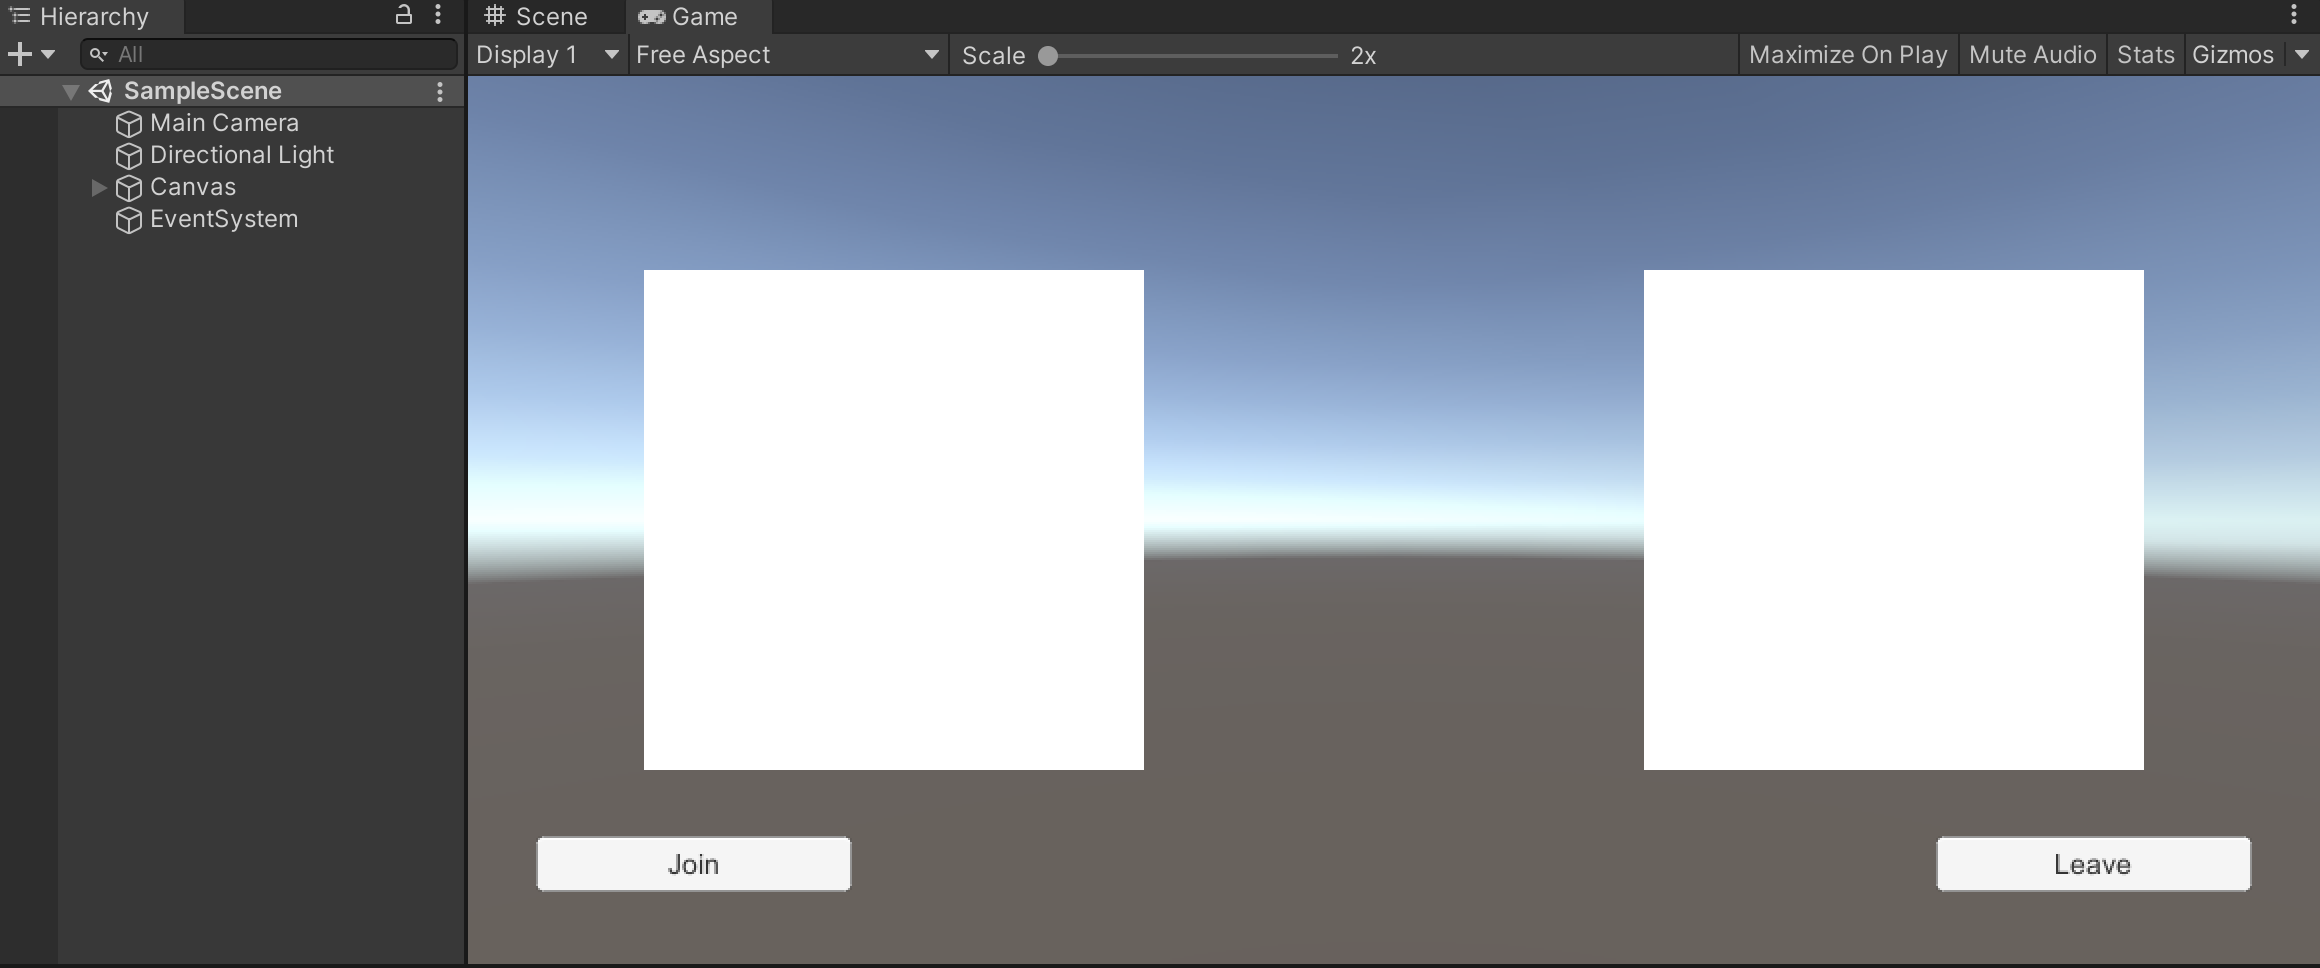 Hierarchy
All
SampleScene
Main Camera
Directional Light
Canvas
EventSystem
Scene Game
Display 1 Free Aspect Scale 2x Maximize On Play Mute Audio Stats Gizmos
Join Leave